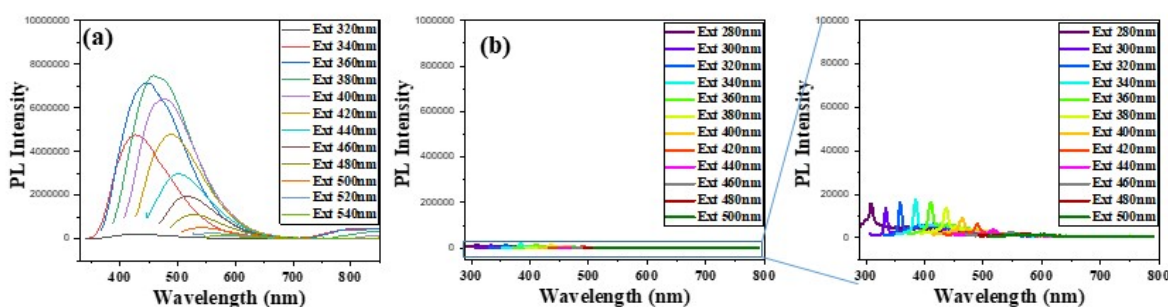 (a)
PL Intensity
10000000
8000000
6000000
4000000
2000000
0
400
500
600
700
800
Wavelength (nm)
Ext 320nm
Ext 340nm
Ext 360nm
Ext 380nm
Ext 400nm
Ext 420nm
Ext 440nm
Ext 460nm
Ext 480nm
Ext 500nm
Ext 520nm
Ext 540nm
(b)
PL Intensity
1000000
800000
600000
400000
200000
0
300
400
500
600
700
800
Wavelength (nm)
Ext 280nm
Ext 300nm
Ext 320nm
Ext 340nm
Ext 360nm
Ext 380nm
Ext 400nm
Ext 420nm
Ext 440nm
Ext 460nm
Ext 480nm
Ext 500nm
PL Intensity
100000
80000
60000
40000
20000
0
300
400
500
600
700
800
Wavelength (nm)
Ext 280nm
Ext 300nm
Ext 320nm
Ext 340nm
Ext 360nm
Ext 380nm
Ext 400nm
Ext 420nm
Ext 440nm
Ext 460nm
Ext 480nm
Ext 500nm